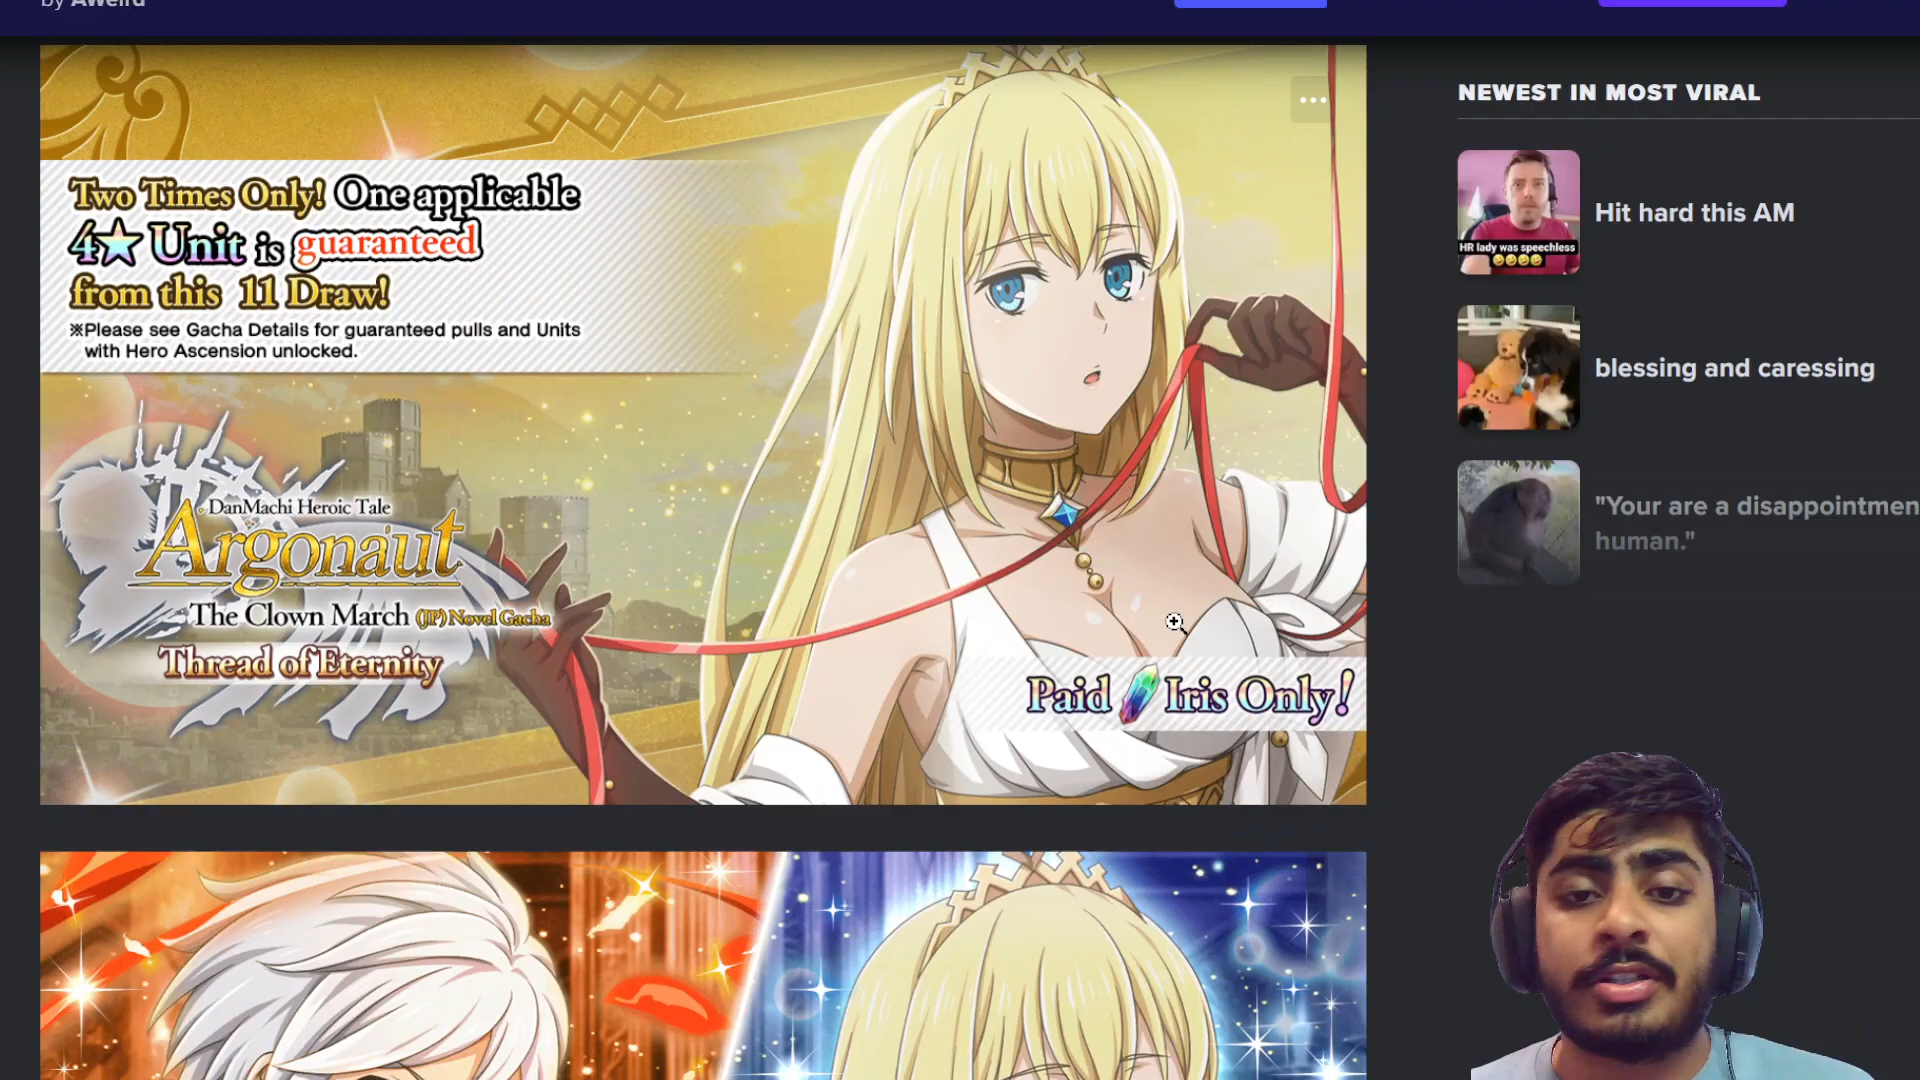 by AWeird
Two Times Only! One applicable
4★ Unit is guaranteed
from this 11 Draw!
※Please see Gacha Details for guaranteed pulls and Units
with Hero Ascension unlocked.
DanMachi Heroic Tale
Argonaut
The Clown March (JP) Novel Gacha
Thread of Eternity
Paid Iris Only!
NEWEST IN MOST VIRAL
HR lady was speechless
Hit hard this AM
blessing and caressing
"Your are a disappointmen
human."